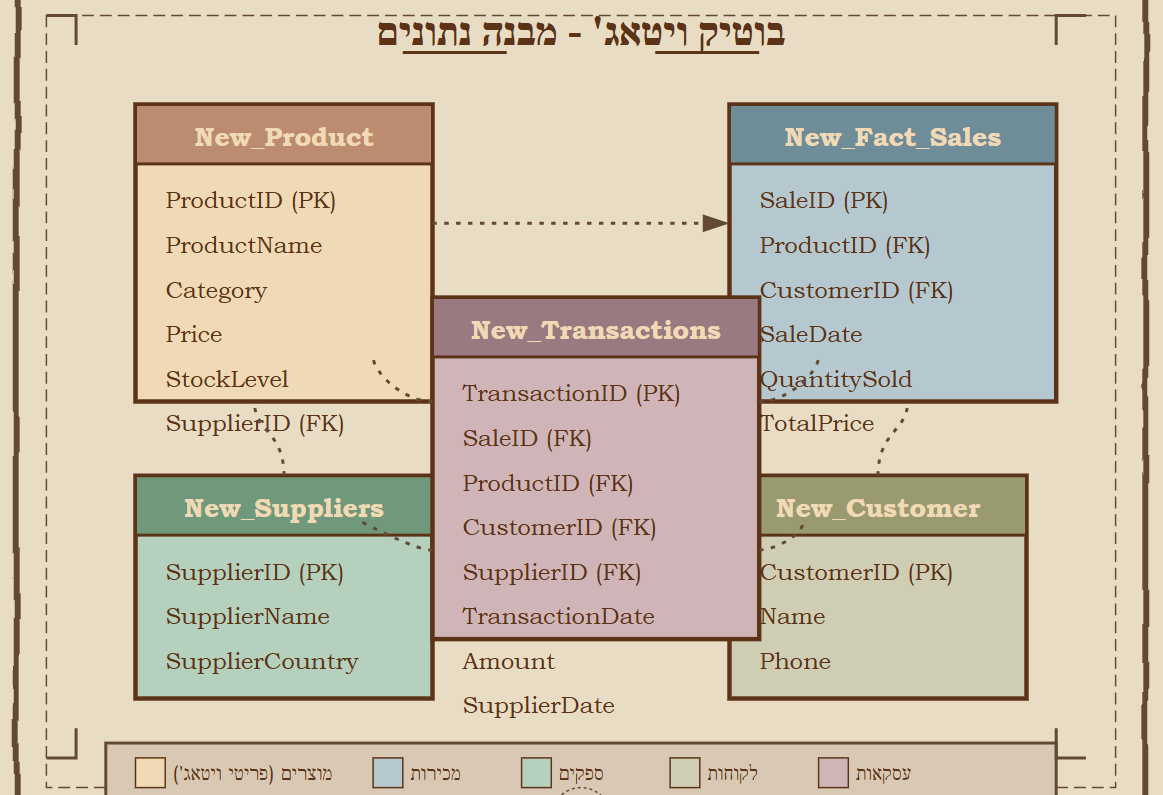 בוטיק ויטאג' - מבנה נתונים
New_Product
ProductID (PK)
ProductName
Category
Price
StockLevel
SupplierID (FK)
New_Fact_Sales
SaleID (PK)
ProductID (FK)
CustomerID (FK)
SaleDate
QuantitySold
TotalPrice
New_Transactions
TransactionID (PK)
SaleID (FK)
ProductID (FK)
CustomerID (FK)
SupplierID (FK)
TransactionDate
Amount
SupplierDate
New_Suppliers
SupplierID (PK)
SupplierName
SupplierCountry
New_Customer
CustomerID (PK)
Name
Phone
מוצרים (פריטי ויטאג')
מכירות
ספקים
לקוחות
עסקאות